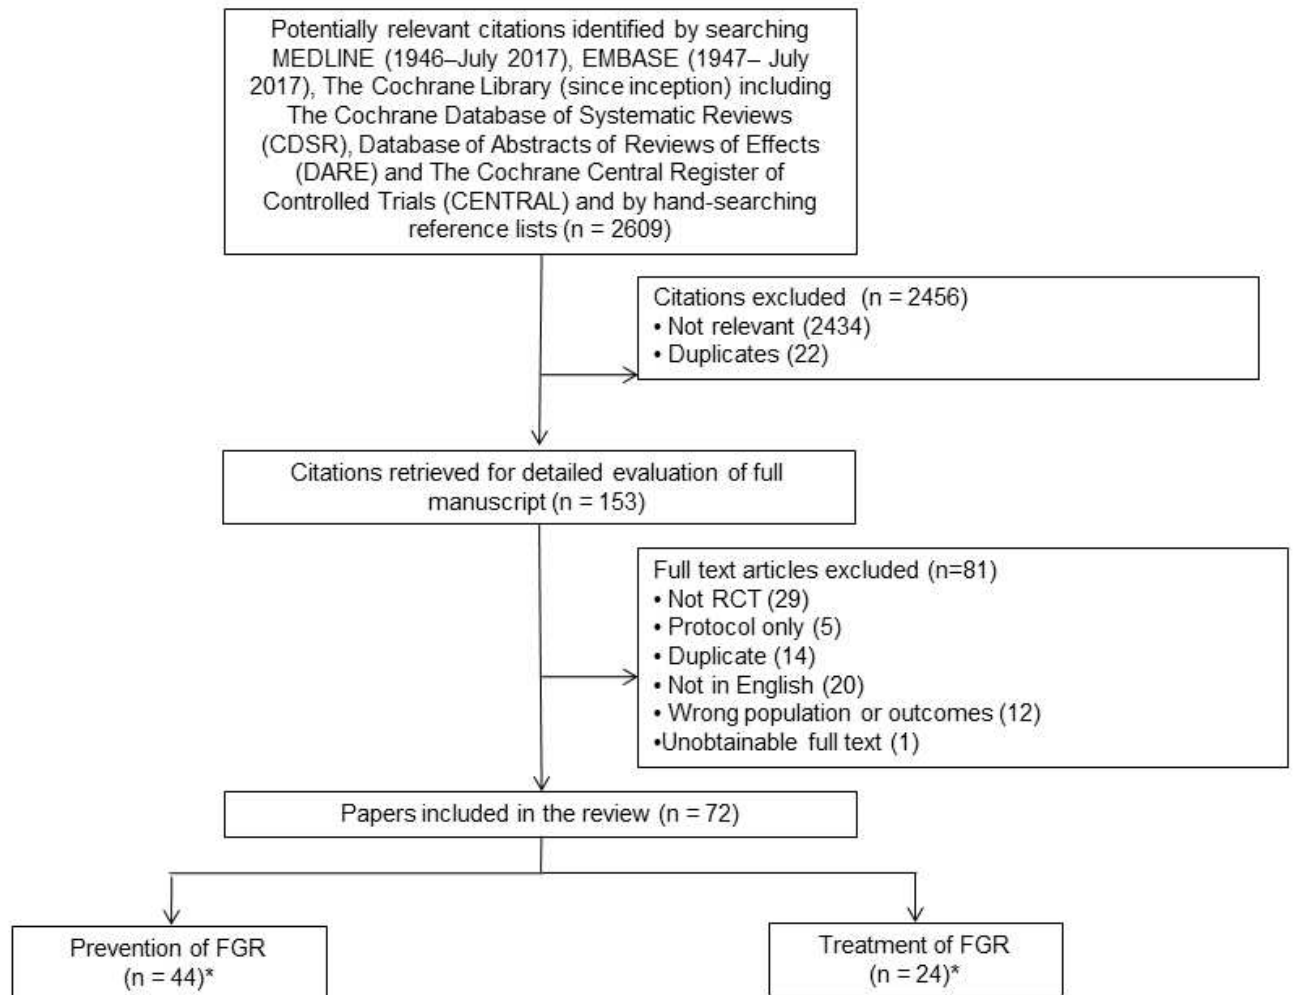 Potentially relevant citations identified by searching
MEDLINE (1946–July 2017), EMBASE (1947– July
2017), The Cochrane Library (since inception) including
The Cochrane Database of Systematic Reviews
(CDSR), Database of Abstracts of Reviews of Effects
(DARE) and The Cochrane Central Register of
Controlled Trials (CENTRAL) and by hand-searching
reference lists (n = 2609)
Citations excluded (n = 2456)
• Not relevant (2434)
• Duplicates (22)
Citations retrieved for detailed evaluation of full
manuscript (n = 153)
Full text articles excluded (n=81)
• Not RCT (29)
• Protocol only (5)
• Duplicate (14)
• Not in English (20)
• Wrong population or outcomes (12)
•Unobtainable full text (1)
Papers included in the review (n = 72)
Prevention of FGR
(n = 44)*
Treatment of FGR
(n = 24)*